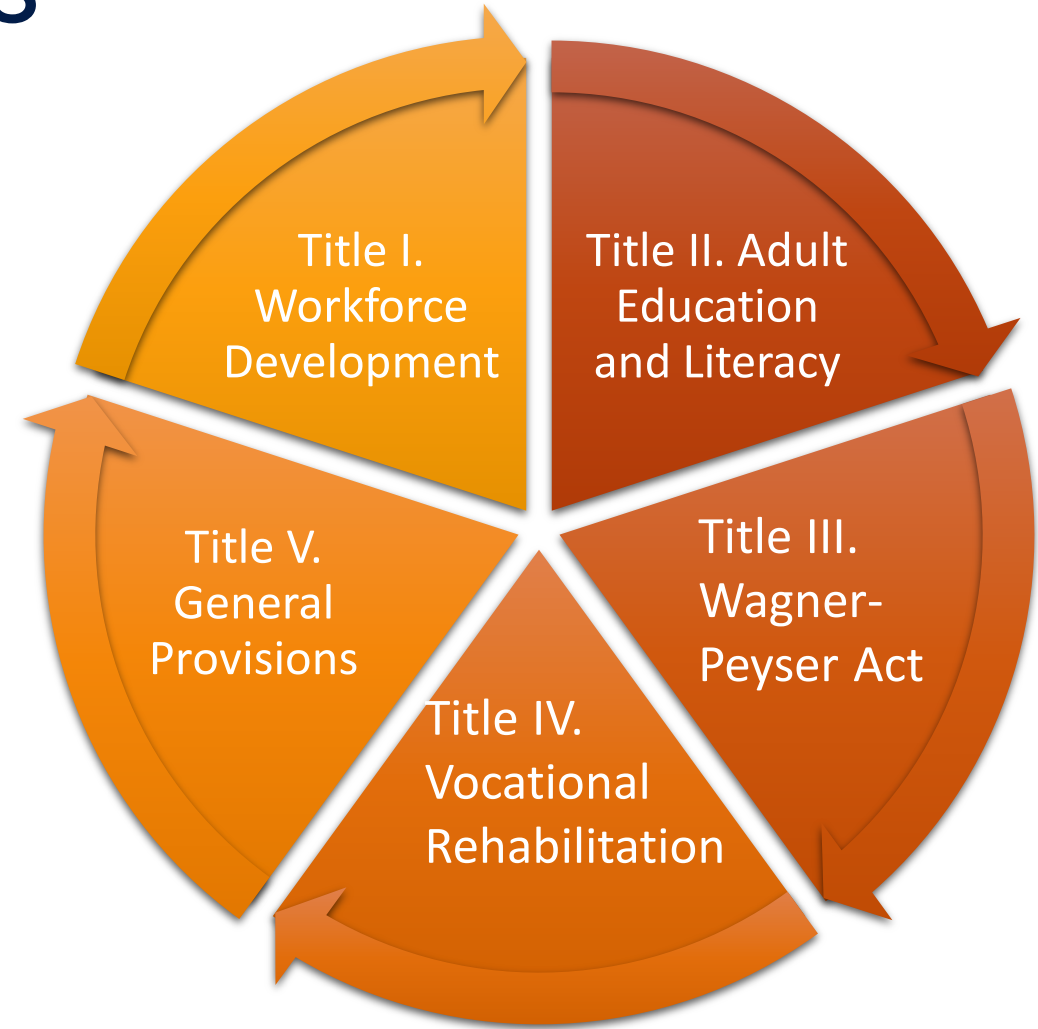 Title I.
Workforce
Development
Title II. Adult
Education
and Literacy
Title III.
Wagner-
Peyser Act
Title IV.
Vocational
Rehabilitation
Title V.
General
Provisions